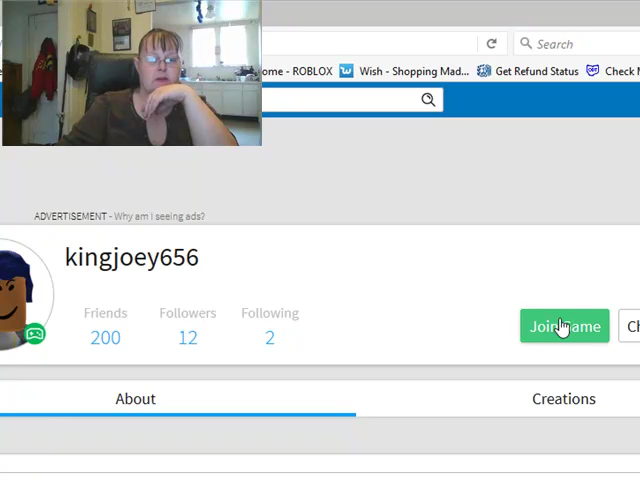 ome - ROBLOX Wish - Shopping Mad... Get Refund Status Check M
Search
ADVERTISEMENT - Why am I seeing ads?
kingjoey656
Friends Followers Following
200 12 2
Join Game Ch
About Creations